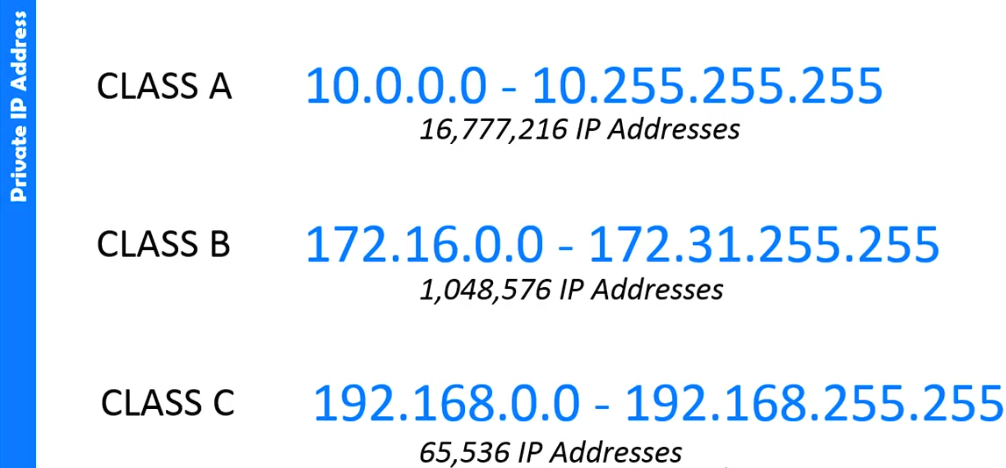 Private IP Address
CLASS A 10.0.0.0 - 10.255.255.255
16,777,216 IP Addresses
CLASS B 172.16.0.0 - 172.31.255.255
1,048,576 IP Addresses
CLASS C 192.168.0.0 - 192.168.255.255
65,536 IP Addresses